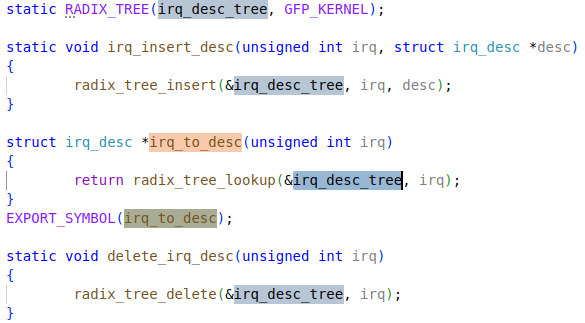 static RADIX_TREE(irq_desc_tree, GFP_KERNEL);
static void irq_insert_desc(unsigned int irq, struct irq_desc *desc)
{
radix_tree_insert(&irq_desc_tree, irq, desc);
}
struct irq_desc *irq_to_desc(unsigned int irq)
{
return radix_tree_lookup(&irq_desc_tree, irq);
}
EXPORT_SYMBOL(irq_to_desc);
static void delete_irq_desc(unsigned int irq)
{
radix_tree_delete(&irq_desc_tree, irq);
}